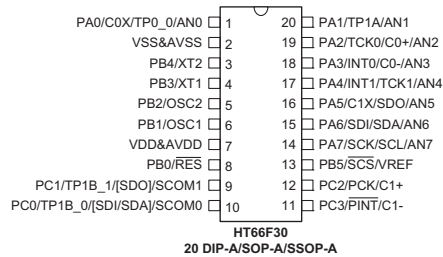 PA0/C0X/TP0_0/AN0 1 20 PA1/TP1A/AN1
VSS&AVSS 2 19 PA2/TCK0/C0+/AN2
PB4/XT2 3 18 PA3/INT0/C0-/AN3
PB3/XT1 4 17 PA4/INT1/TCK1/AN4
PB2/OSC2 5 16 PA5/C1X/SDO/AN5
PB1/OSC1 6 15 PA6/SDI/SDA/AN6
VDD&AVDD 7 14 PA7/SCK/SCL/AN7
PB0/RES 8 13 PB5/SCS/VREF
PC1/TP1B_1/[SDO]/SCOM1 9 12 PC2/PCK/C1+
PC0/TP1B_0/[SDI/SDA]/SCOM0 10 11 PC3/PINT/C1-
HT66F30
20 DIP-A/SOP-A/SSOP-A